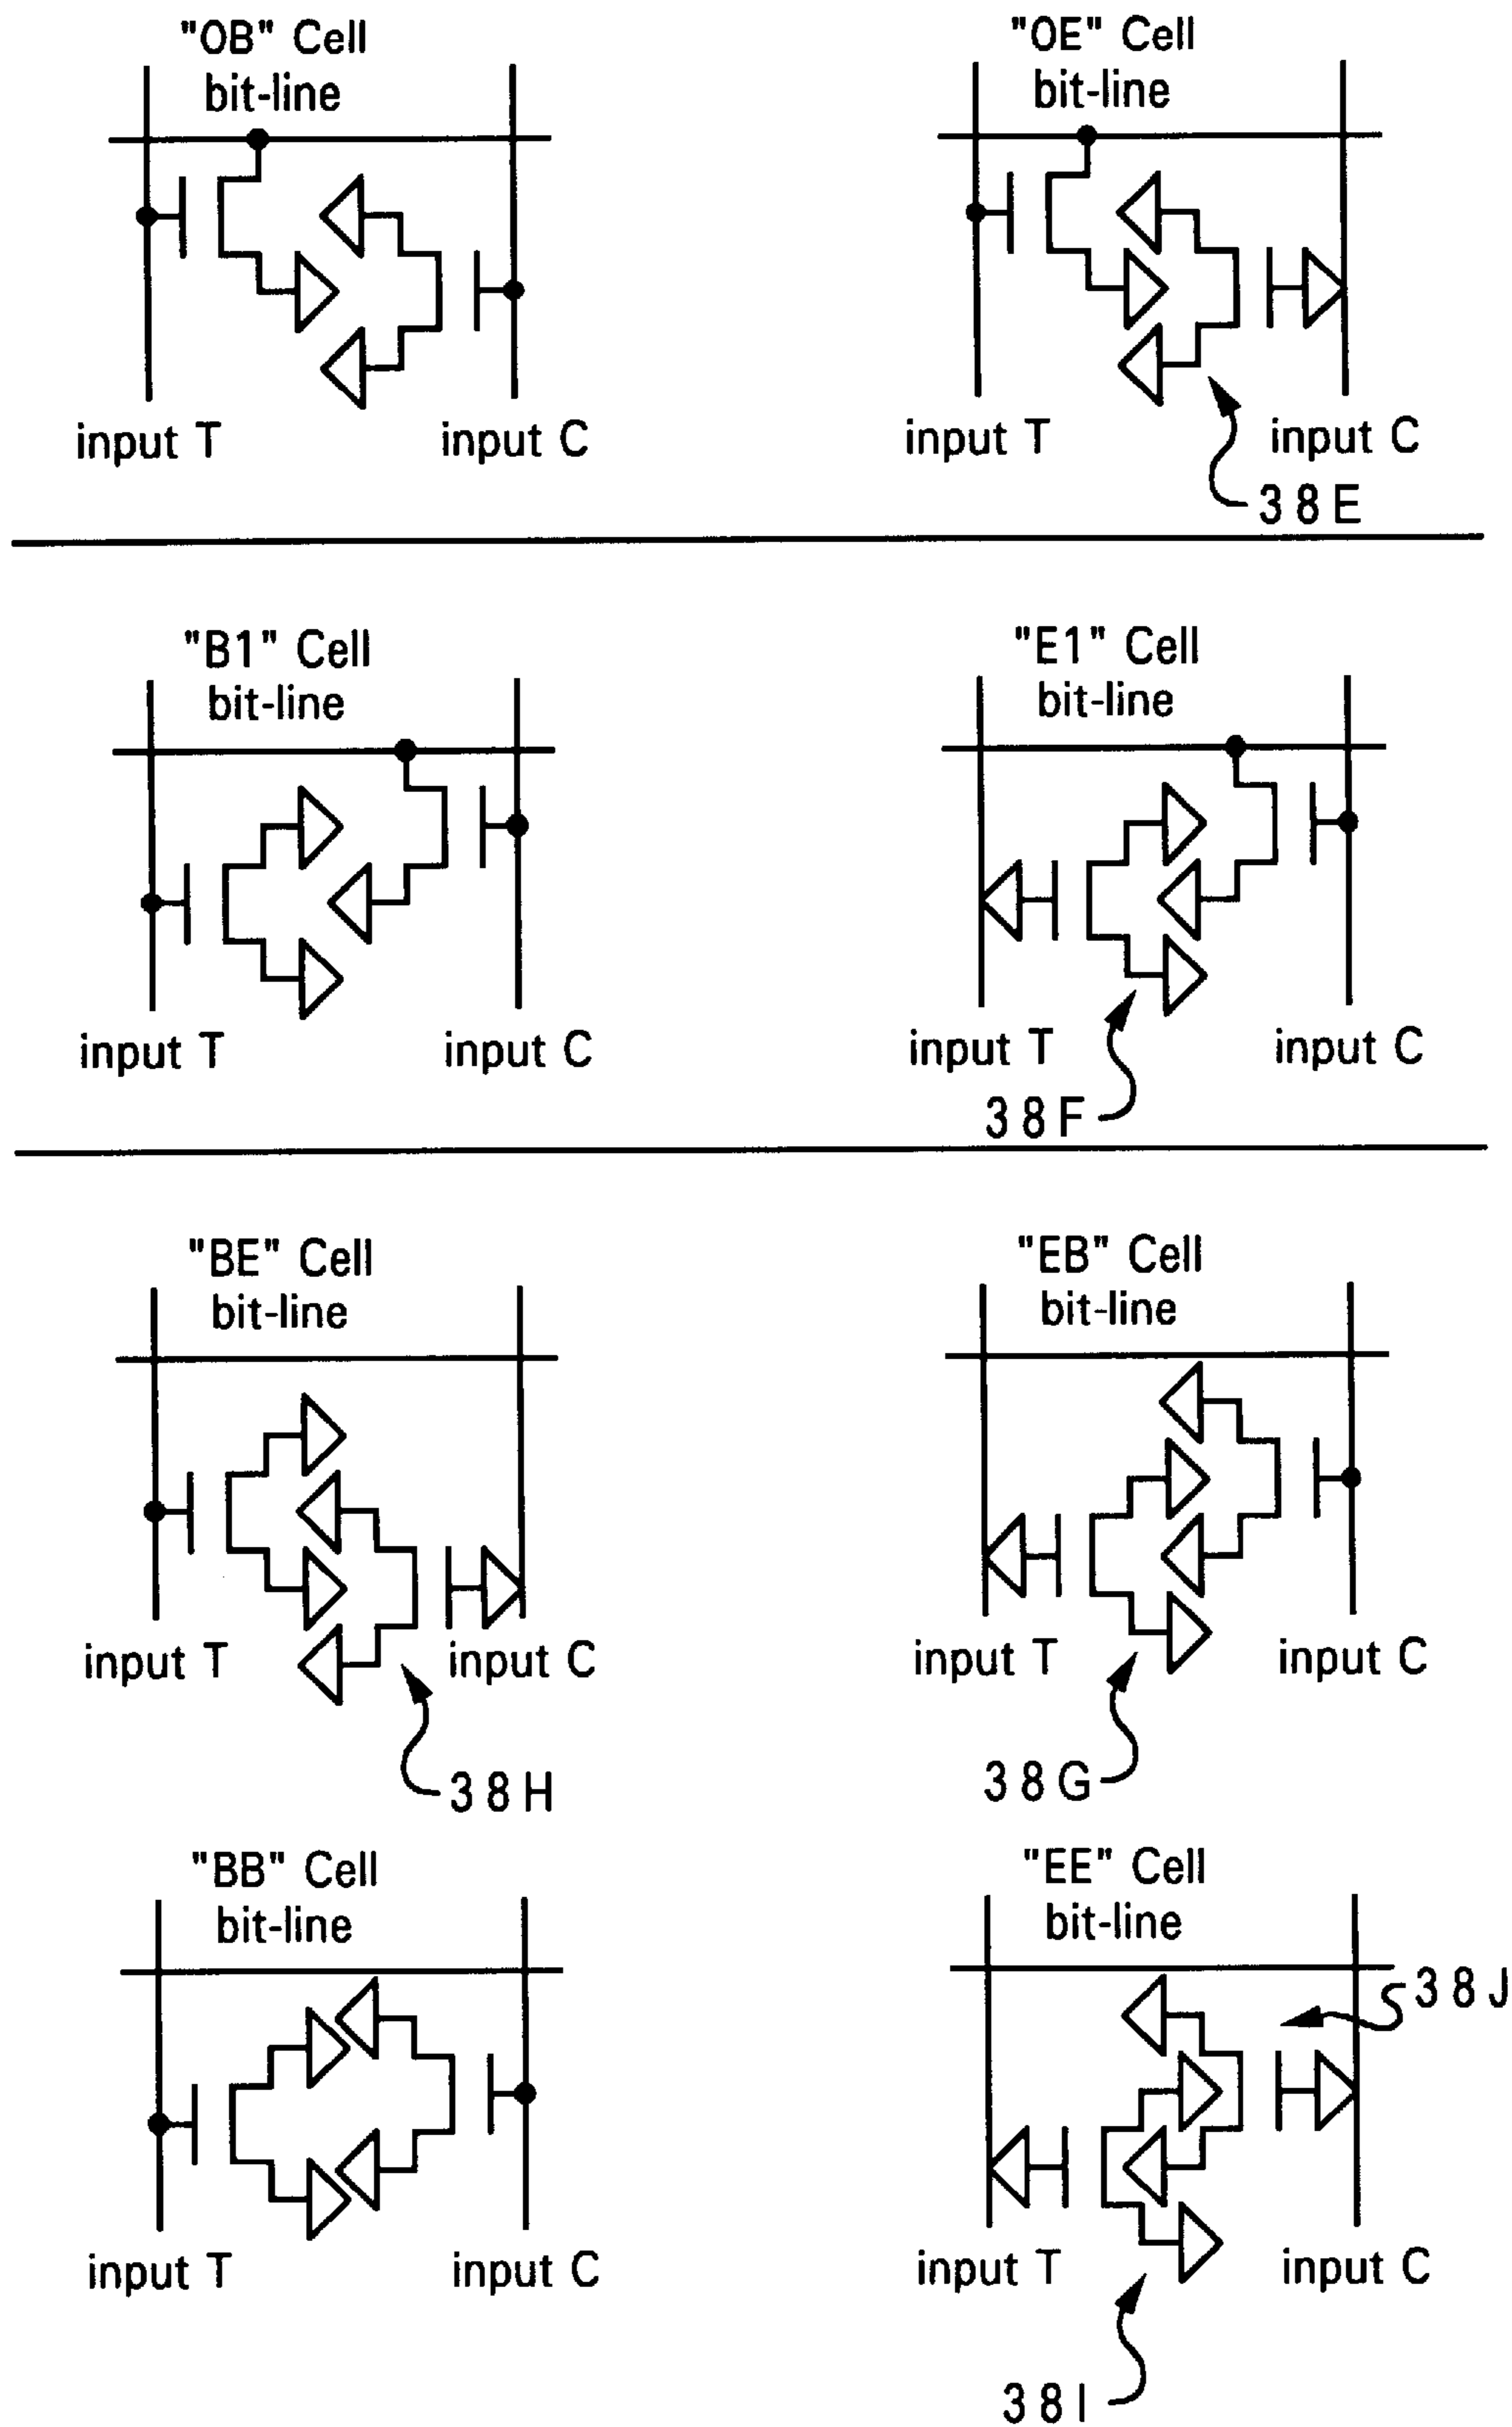 "OB" Cell
bit-line
input T
input C
"OE" Cell
bit-line
input T
input C
38E
"B1" Cell
bit-line
input T
input C
"E1" Cell
bit-line
input T
input C
38F
"BE" Cell
bit-line
input T
input C
38H
"EB" Cell
bit-line
input T
input C
38G
"BB" Cell
bit-line
input T
input C
"EE" Cell
bit-line
38J
input T
input C
38I